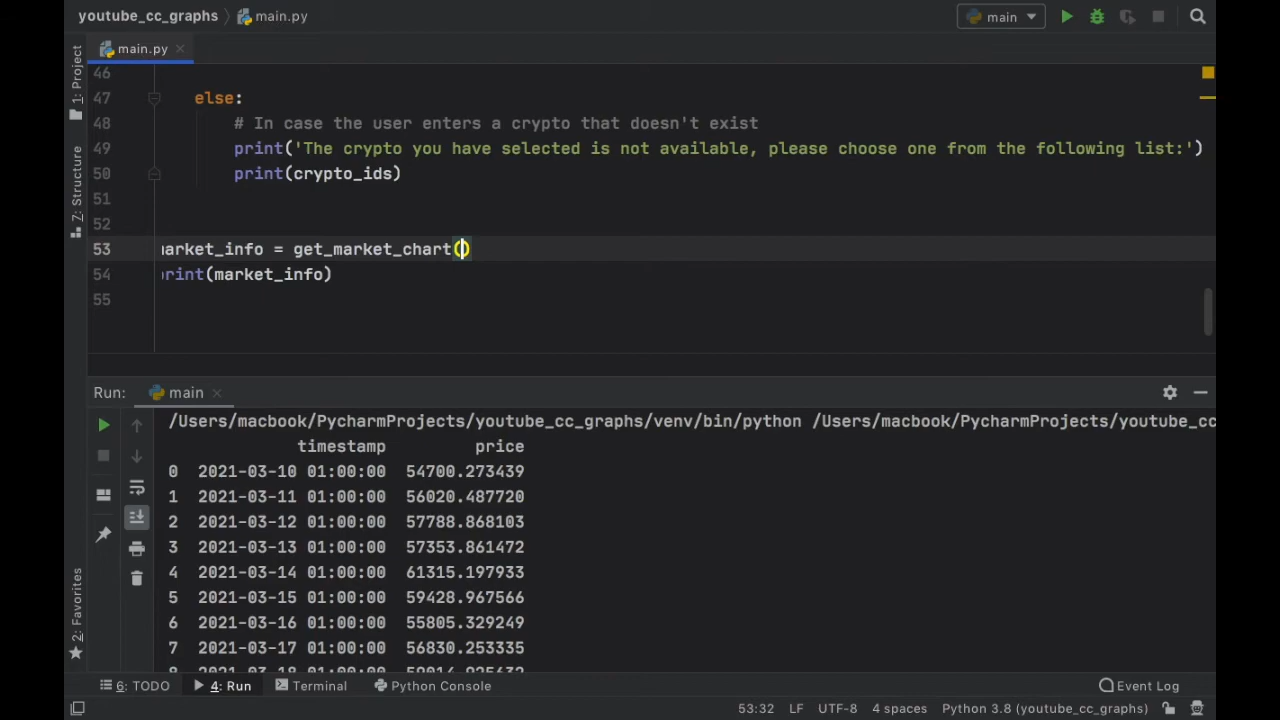 youtube_cc_graphs main.py main
main.py
1: Project
7: Structure
2: Favorites
46
47 else:
48 # In case the user enters a crypto that doesn't exist
49 print('The crypto you have selected is not available, please choose one from the following list:')
50 print(crypto_ids)
51
52
53 arket_info = get_market_chart()
54 rint(market_info)
55
Run: main
/Users/macbook/PycharmProjects/youtube_cc_graphs/venv/bin/python /Users/macbook/PycharmProjects/youtube_cc
timestamp price
0 2021-03-10 01:00:00 54700.273439
1 2021-03-11 01:00:00 56020.487720
2 2021-03-12 01:00:00 57788.868103
3 2021-03-13 01:00:00 57353.861472
4 2021-03-14 01:00:00 61315.197933
5 2021-03-15 01:00:00 59428.967566
6 2021-03-16 01:00:00 55805.329249
7 2021-03-17 01:00:00 56830.253335
6: TODO 4: Run Terminal Python Console Event Log
53:32 LF UTF-8 4 spaces Python 3.8 (youtube_cc_graphs)